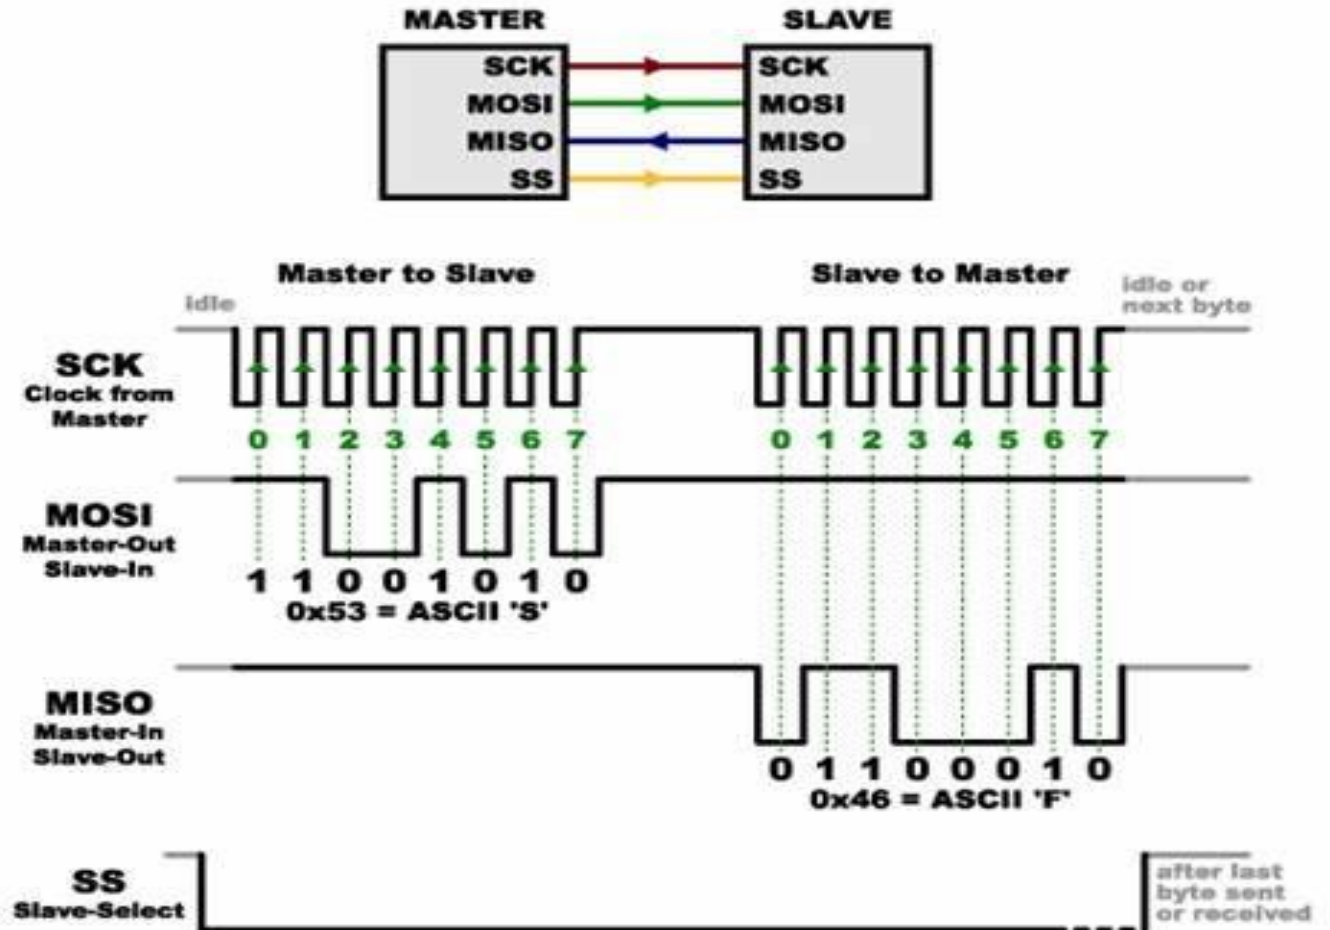 MASTER SLAVE
SCK SCK
MOSI MOSI
MISO MISO
SS SS
Master to Slave Slave to Master
idle
idle or
next byte
SCK
Clock from
Master
0 1 2 3 4 5 6 7 0 1 2 3 4 5 6 7
MOSI
Master-Out
Slave-In
1 1 0 0 1 0 1 0
0x53 = ASCII 'S'
MISO
Master-In
Slave-Out
0 1 1 0 0 0 1 0
0x46 = ASCII 'F'
SS
Slave-Select
after last
byte sent
or received